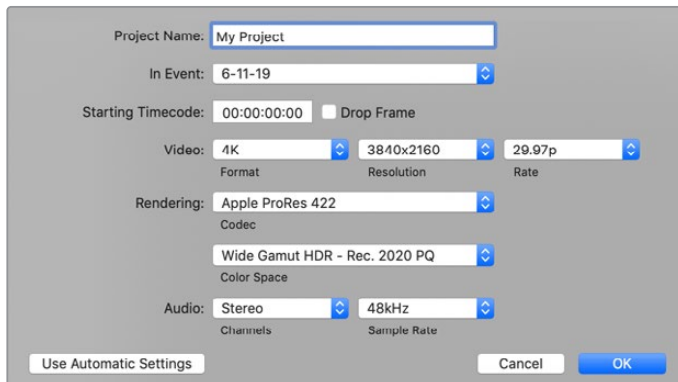 Project Name: My Project
In Event: 6-11-19
Starting Timecode: 00:00:00:00 Drop Frame
Video: 4K 3840x2160 29.97p
Format Resolution Rate
Rendering: Apple ProRes 422
Codec
Wide Gamut HDR - Rec. 2020 PQ
Color Space
Audio: Stereo 48kHz
Channels Sample Rate
Use Automatic Settings Cancel OK